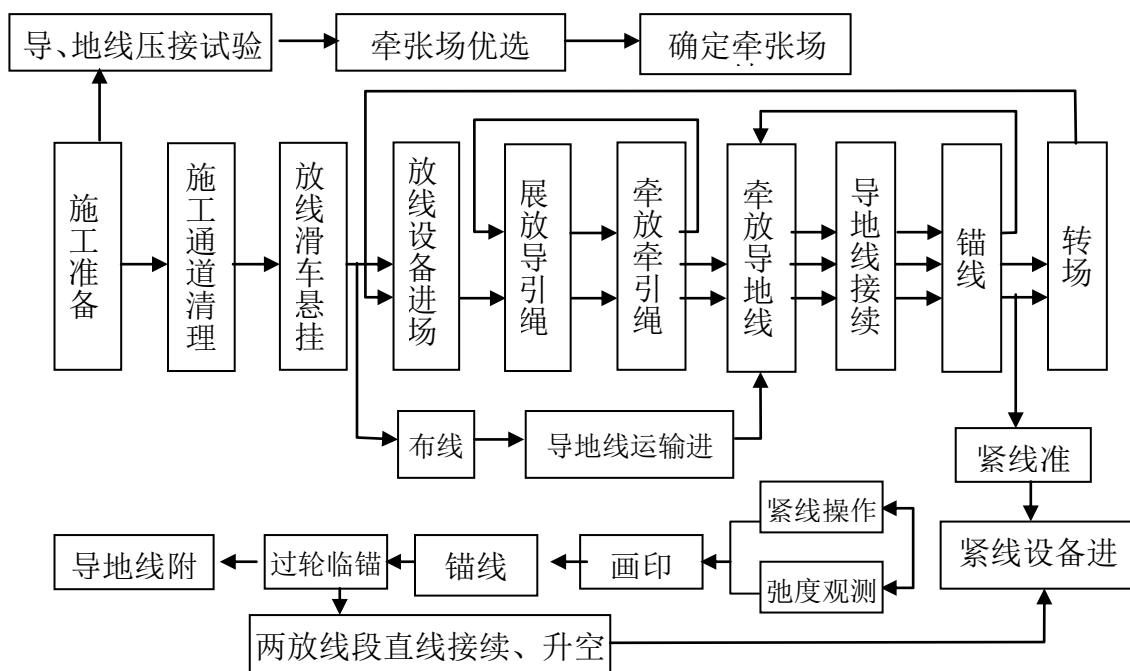 导、地线压接试验
牵张场优选
确定牵张场
施工准备
施工通道清理
放线滑车悬挂
放线设备进场
展放导引绳
牵放牵引绳
牵放导地线
导地线接续
锚线
转场
布线
导地线运输进
紧线准
紧线操作
导地线附
过轮临锚
锚线
画印
紧线设备进
弛度观测
两放线段直线接续、升空